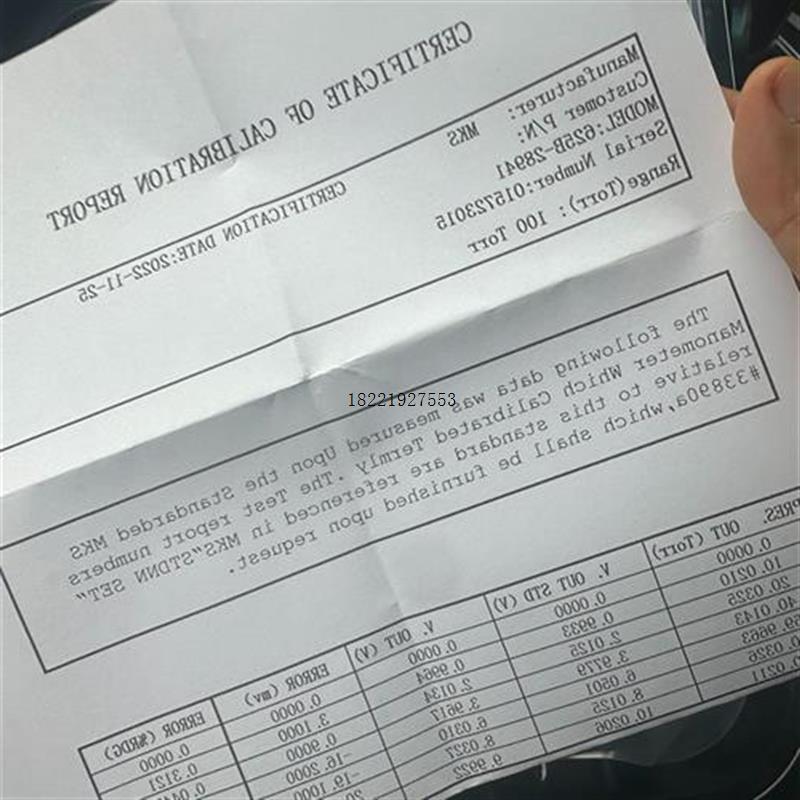 CERTIFICATE OF CALIBRATION REPORT
Manufacturer: MKS
Customer P/N:
MODEL:625B-28941
Serial Number:015723015
Range(Torr): 100 Torr
CERTIFICATION DATE:2022-11-25
The following data was measured Upon the Standarded MKS
Manometer Which Calibrated Termly .The Test report numbers
relative to this standard are referenced in MKS"STDNN SET"
#33890a,which shall be furnished upon request.
18221927553
PRES. OUT (Torr) V. OUT STD (V) V. OUT (V) ERROR (mv) ERROR (%RDG)
0.0000 0.0000 0.0000 0.0000 0.0000
10.0210 0.9933 0.9964 3.1000 0.3121
20.0325 2.0125 2.0134 0.9000
40.0143 3.9779 3.9617 -16.2000
9.9663 6.0501 6.0310 -19.1000
.0326 8.0125 8.0327
.0211 10.0206 9.9922